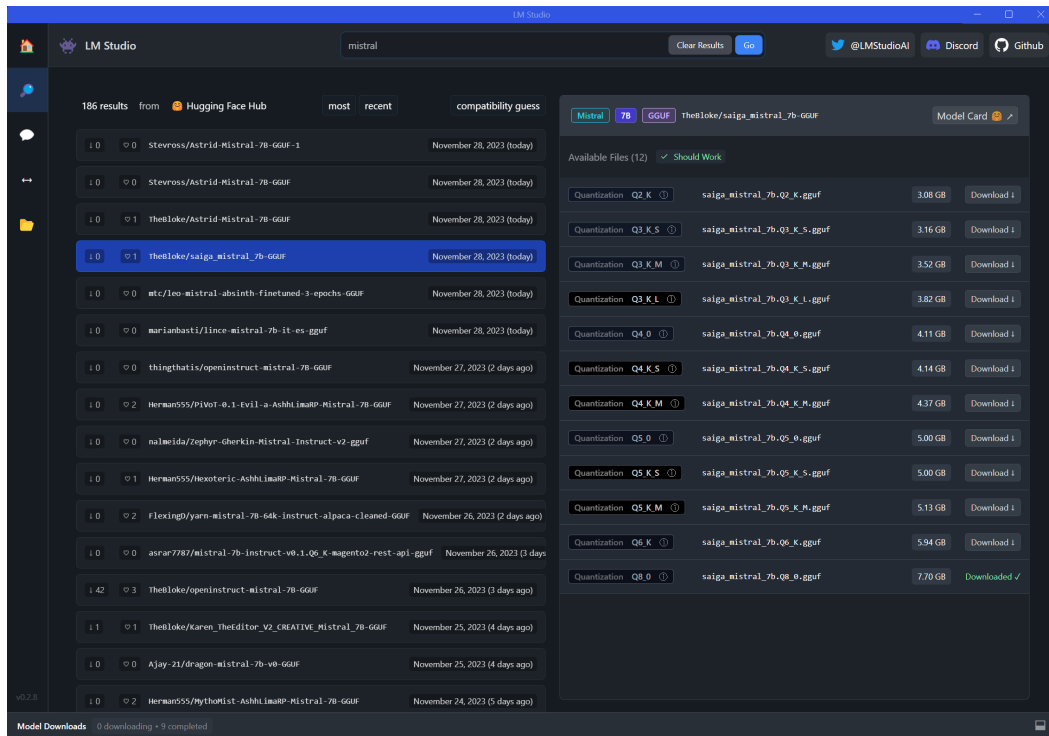 LM Studio
LM Studio
mistral
Clear Results
Go
@LMStudioAI
Discord
Github
186 results from 🤗 Hugging Face Hub
most
recent
compatibility guess
↓ 0 ♡ 0 Stevross/Astrid-Mistral-7B-GGUF-1 November 28, 2023 (today)
↓ 0 ♡ 0 Stevross/Astrid-Mistral-7B-GGUF November 28, 2023 (today)
↓ 0 ♡ 1 TheBloke/Astrid-Mistral-7B-GGUF November 28, 2023 (today)
↓ 0 ♡ 1 TheBloke/saiga_mistral_7b-GGUF November 28, 2023 (today)
↓ 0 ♡ 0 mtc/leo-mistral-absinth-finetuned-3-epochs-GGUF November 28, 2023 (today)
↓ 0 ♡ 0 marianbasti/lince-mistral-7b-it-es-gguf November 28, 2023 (today)
↓ 0 ♡ 0 thingthatis/openinstruct-mistral-7B-GGUF November 27, 2023 (2 days ago)
↓ 0 ♡ 2 Herman555/PiVoT-0.1-Evil-a-AshhLimaRP-Mistral-7B-GGUF November 27, 2023 (2 days ago)
↓ 0 ♡ 0 nalmeida/Zephyr-Gherkin-Mistral-Instruct-v2-gguf November 27, 2023 (2 days ago)
↓ 0 ♡ 1 Herman555/Hexoteric-AshhLimaRP-Mistral-7B-GGUF November 27, 2023 (2 days ago)
↓ 0 ♡ 2 FlexingD/yarn-mistral-7B-64k-instruct-alpaca-cleaned-GGUF November 26, 2023 (2 days ago)
↓ 0 ♡ 0 asrar7787/mistral-7b-instruct-v0.1.Q6_K-magento2-rest-api-gguf November 26, 2023 (3 days
↓ 42 ♡ 3 TheBloke/openinstruct-mistral-7B-GGUF November 26, 2023 (3 days ago)
↓ 1 ♡ 1 TheBloke/Karen_TheEditor_V2_CREATIVE_Mistral_7B-GGUF November 25, 2023 (4 days ago)
↓ 0 ♡ 0 Ajay-21/dragon-mistral-7b-v0-GGUF November 25, 2023 (4 days ago)
↓ 0 ♡ 2 Herman555/MythoMist-AshhLimaRP-Mistral-7B-GGUF November 24, 2023 (5 days ago)
Mistral 7B GGUF TheBloke/saiga_mistral_7b-GGUF Model Card 🤗 ↗
Available Files (12) ✓ Should Work
Quantization Q2_K ⓘ saiga_mistral_7b.Q2_K.gguf 3.08 GB Download ↓
Quantization Q3_K_S ⓘ saiga_mistral_7b.Q3_K_S.gguf 3.16 GB Download ↓
Quantization Q3_K_M ⓘ saiga_mistral_7b.Q3_K_M.gguf 3.52 GB Download ↓
Quantization Q3_K_L ⓘ saiga_mistral_7b.Q3_K_L.gguf 3.82 GB Download ↓
Quantization Q4_0 ⓘ saiga_mistral_7b.Q4_0.gguf 4.11 GB Download ↓
Quantization Q4_K_S ⓘ saiga_mistral_7b.Q4_K_S.gguf 4.14 GB Download ↓
Quantization Q4_K_M ⓘ saiga_mistral_7b.Q4_K_M.gguf 4.37 GB Download ↓
Quantization Q5_0 ⓘ saiga_mistral_7b.Q5_0.gguf 5.00 GB Download ↓
Quantization Q5_K_S ⓘ saiga_mistral_7b.Q5_K_S.gguf 5.00 GB Download ↓
Quantization Q5_K_M ⓘ saiga_mistral_7b.Q5_K_M.gguf 5.13 GB Download ↓
Quantization Q6_K ⓘ saiga_mistral_7b.Q6_K.gguf 5.94 GB Download ↓
Quantization Q8_0 ⓘ saiga_mistral_7b.Q8_0.gguf 7.70 GB Downloaded ✓
v0.2.8
Model Downloads 0 downloading • 9 completed